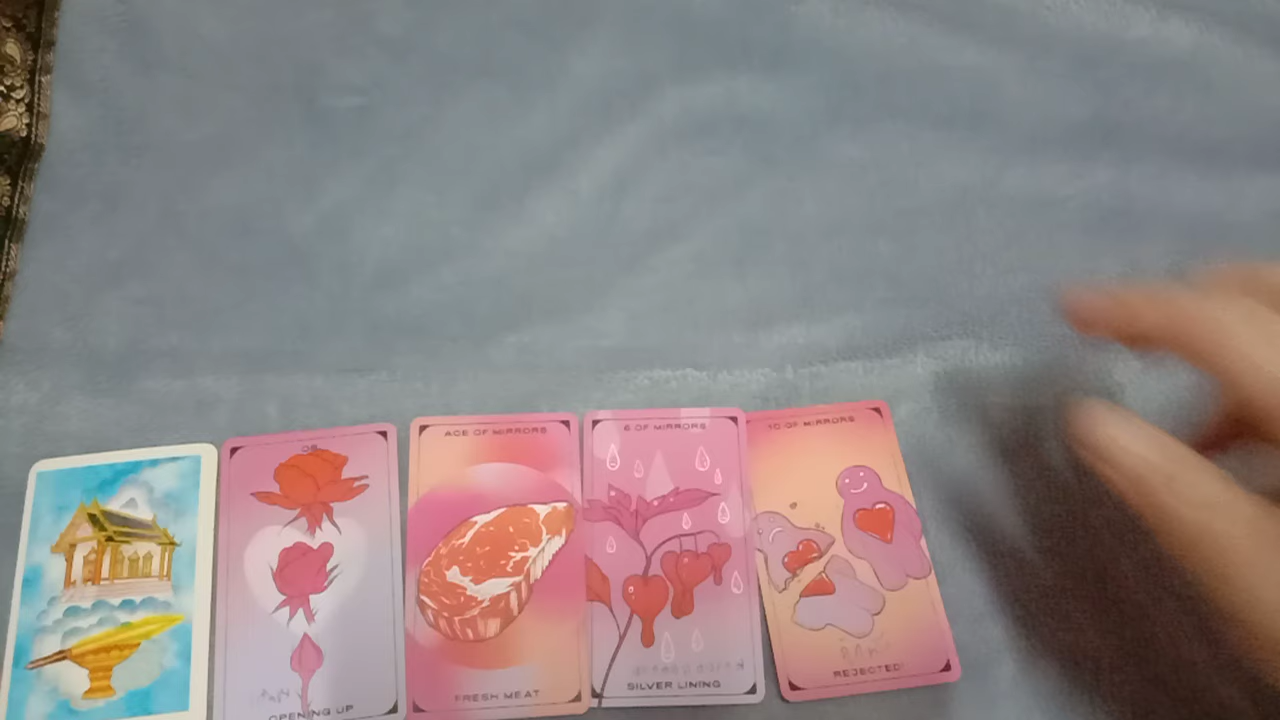 OPENING UP
ACE OF MIRRORS
FRESH MEAT
6 OF MIRRORS
SILVER LINING
10 OF MIRRORS
REJECTED!